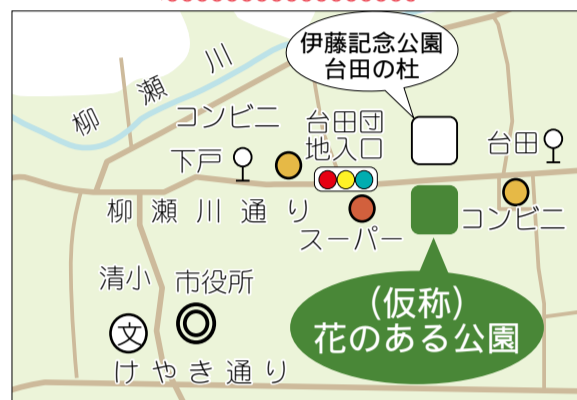 伊藤記念公園
台田の杜
柳瀬川
コンビニ
台田団
地入口
台田
下戸
柳瀬川通り
スーパー
コンビニ
清小
市役所
文
(仮称)
花のある公園
けやき通り